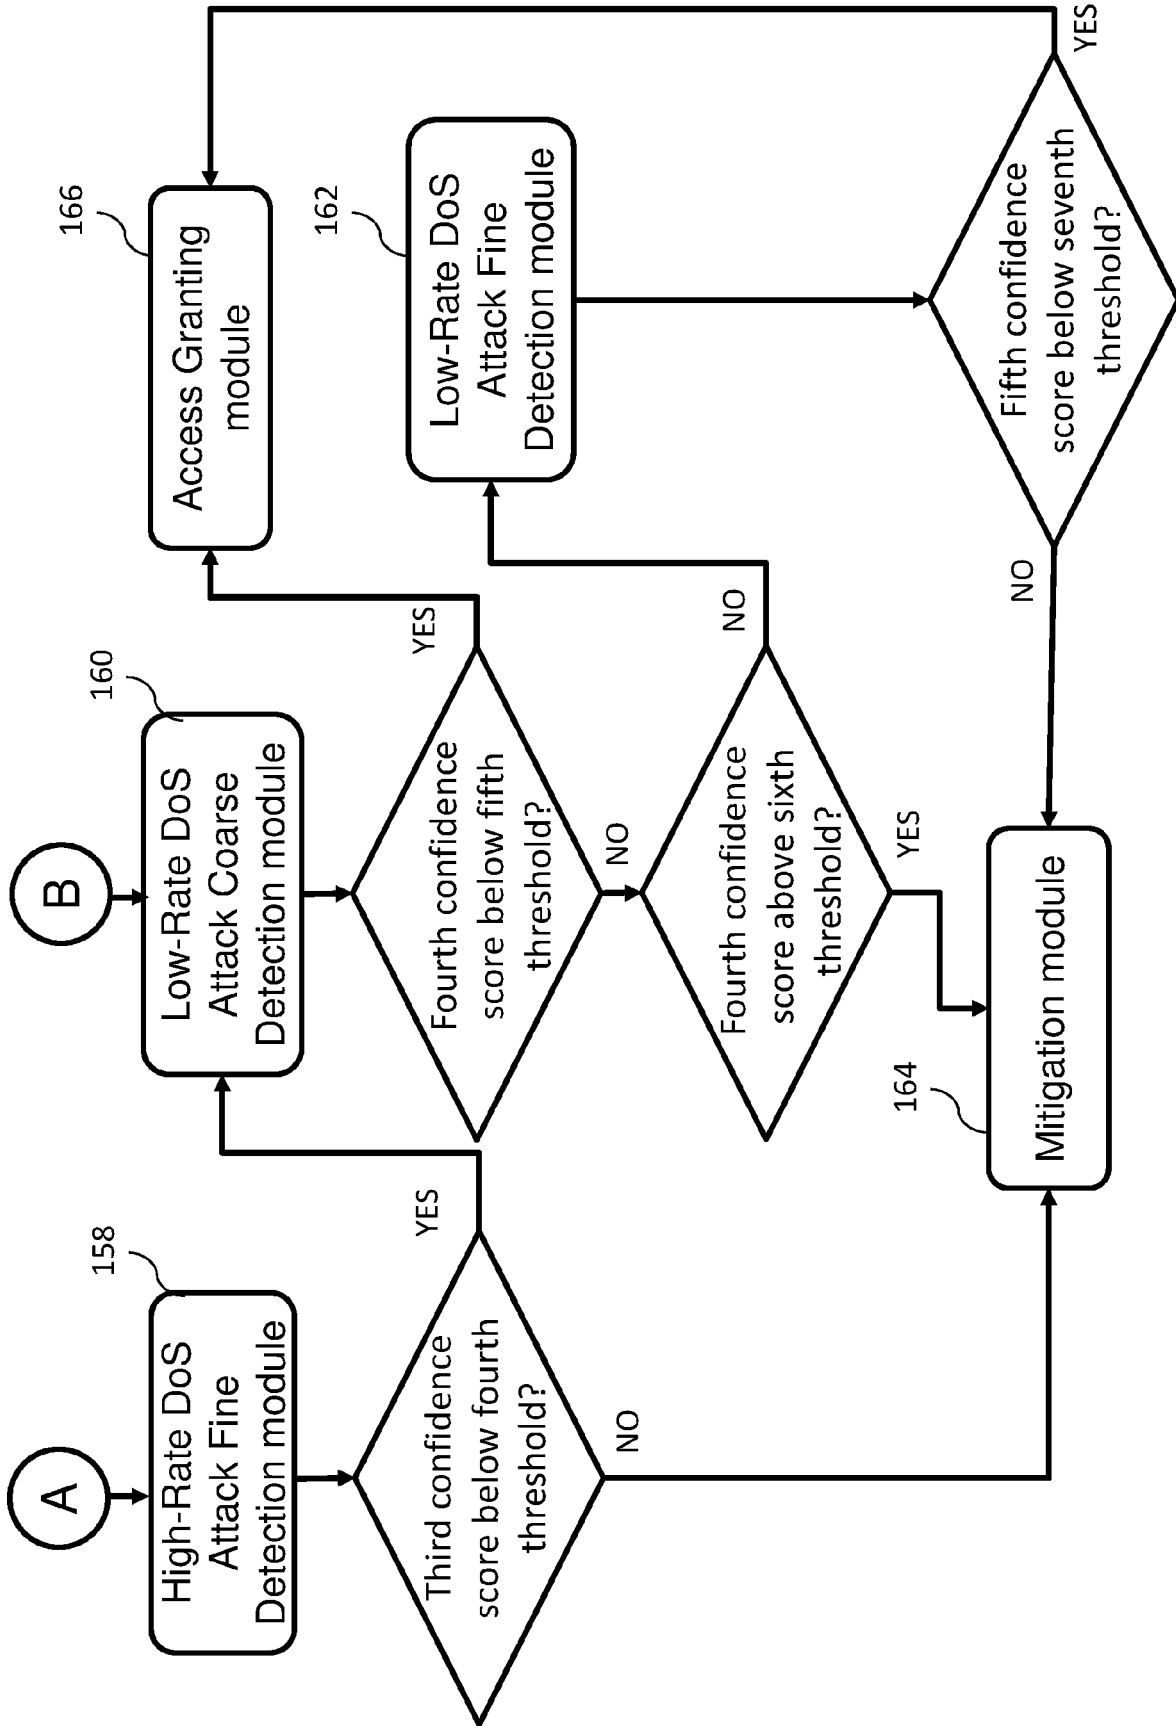 A
158
High-Rate DoS
Attack Fine
Detection module
Third confidence
score below fourth
threshold?
YES
NO
B
160
Low-Rate DoS
Attack Coarse
Detection module
Fourth confidence
score below fifth
threshold?
YES
NO
Fourth confidence
score above sixth
threshold?
NO
YES
164
Mitigation module
166
Access Granting
module
162
Low-Rate DoS
Attack Fine
Detection module
Fifth confidence
score below seventh
threshold?
NO
YES